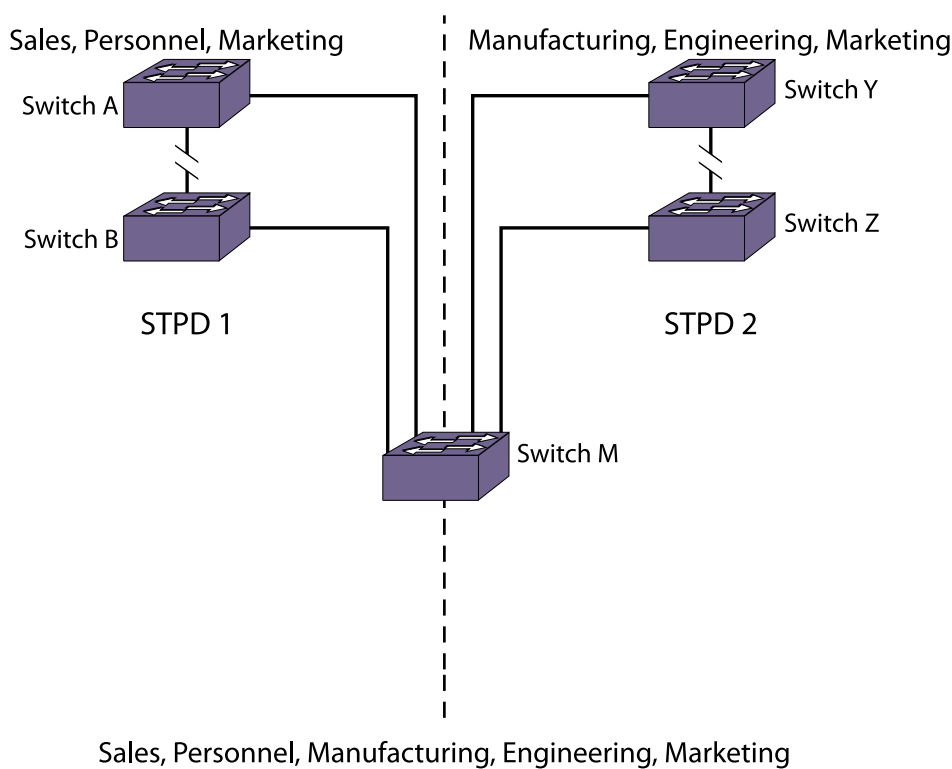 Sales, Personnel, Marketing
Manufacturing, Engineering, Marketing
Switch A
Switch Y
Switch B
Switch Z
STPD 1
STPD 2
Switch M
Sales, Personnel, Manufacturing, Engineering, Marketing